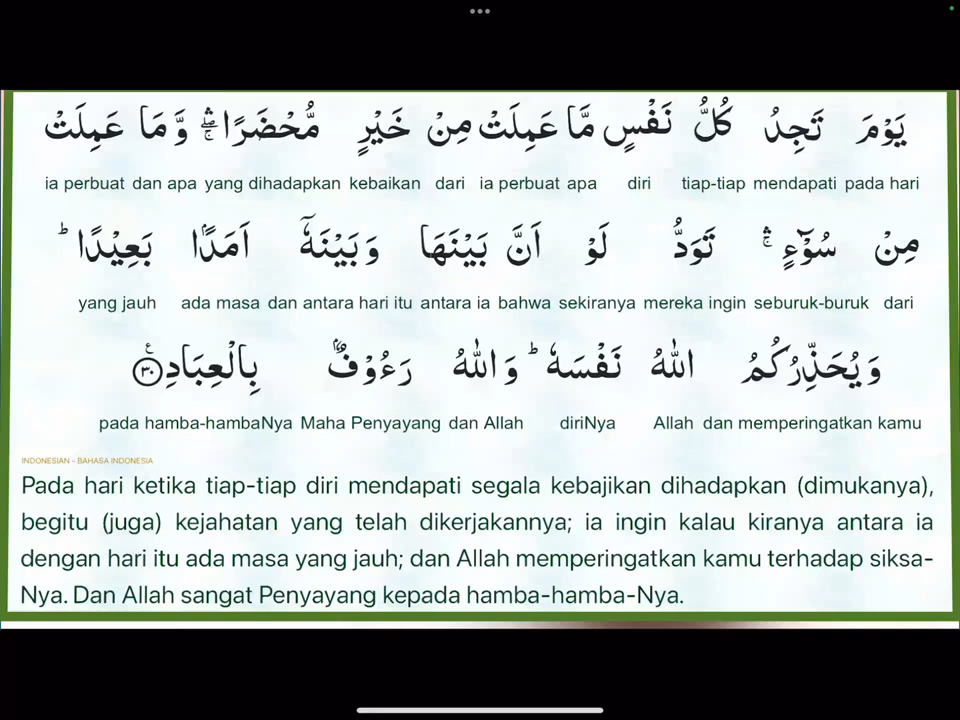 يَوْمَ تَجِدُ كُلُّ نَفْسٍ مَّا عَمِلَتْ مِنْ خَيْرٍ مُّحْضَرًا ۛۖ وَّمَا عَمِلَتْ
ia perbuat dan apa yang dihadapkan kebaikan dari ia perbuat apa diri tiap-tiap mendapati pada hari
مِنْ سُوْۤءٍ ۛ تَوَدُّ لَوْ اَنَّ بَيْنَهَا وَبَيْنَهٗٓ اَمَدًاۢ بَعِيْدًا ؕ
yang jauh ada masa dan antara hari itu antara ia bahwa sekiranya mereka ingin seburuk-buruk dari
وَيُحَذِّرُكُمُ اللّٰهُ نَفْسَهٗ ؕ وَاللّٰهُ رَءُوْفٌۢ بِالْعِبَادِ ۩٣٠
pada hamba-hambaNya Maha Penyayang dan Allah diriNya Allah dan memperingatkan kamu
INDONESIAN - BAHASA INDONESIA
Pada hari ketika tiap-tiap diri mendapati segala kebajikan dihadapkan (dimukanya),
begitu (juga) kejahatan yang telah dikerjakannya; ia ingin kalau kiranya antara ia
dengan hari itu ada masa yang jauh; dan Allah memperingatkan kamu terhadap siksa-
Nya. Dan Allah sangat Penyayang kepada hamba-hamba-Nya.